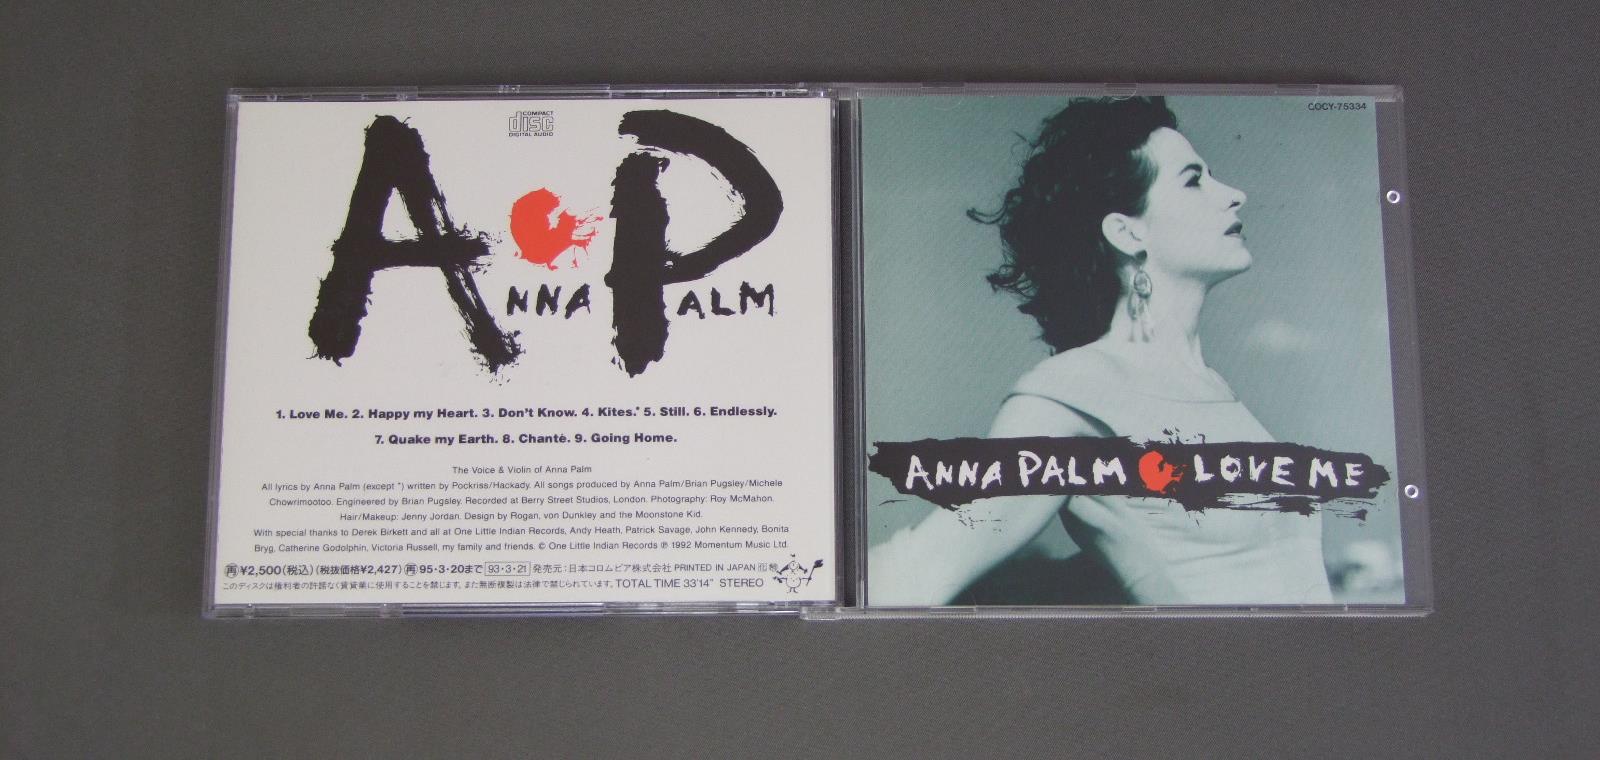 COMPACT
disc
DIGITAL AUDIO
ANNA PALM
1. Love Me. 2. Happy my Heart. 3. Don't Know. 4. Kites.* 5. Still. 6. Endlessly.
7. Quake my Earth. 8. Chanté. 9. Going Home.
The Voice & Violin of Anna Palm
All lyrics by Anna Palm (except *) written by Pockriss/Hackady. All songs produced by Anna Palm/Brian Pugsley/Michele
Chowrimootoo. Engineered by Brian Pugsley. Recorded at Berry Street Studios, London. Photography: Roy McMahon.
Hair/Makeup: Jenny Jordan. Design by Rogan, von Dunkley and the Moonstone Kid.
With special thanks to Derek Birkett and all at One Little Indian Records, Andy Heath, Patrick Savage, John Kennedy, Bonita
Bryg, Catherine Godolphin, Victoria Russell, my family and friends. © One Little Indian Records ℗ 1992 Momentum Music Ltd.
再¥2,500(税込)(税抜価格¥2,427) 再95・3・20まで 93・3・21 発売元:日本コロムビア株式会社 PRINTED IN JAPAN
このディスクは権利者の許諾なく賃貸業に使用することを禁じます。また無断複製は法律で禁じられています。TOTAL TIME 33'14" STEREO
COCY-75334
ANNA PALM LOVE ME